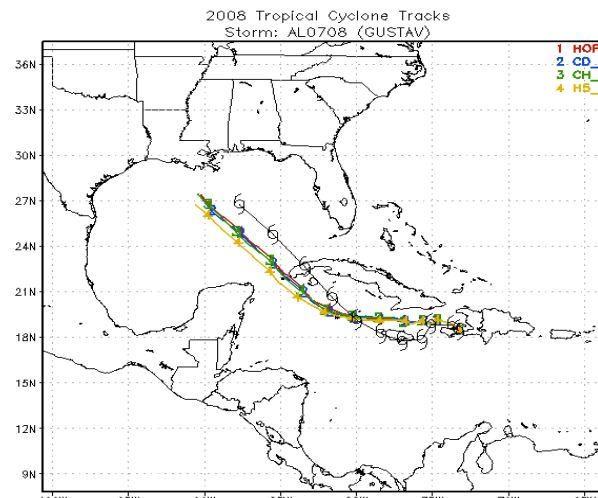 2008 Tropical Cyclone Tracks
Storm: AL0708 (GUSTAV)
1 HOF
2 CD_
3 CH_
4 H5_
36N
33N
30N
27N
24N
21N
18N
15N
12N
9N